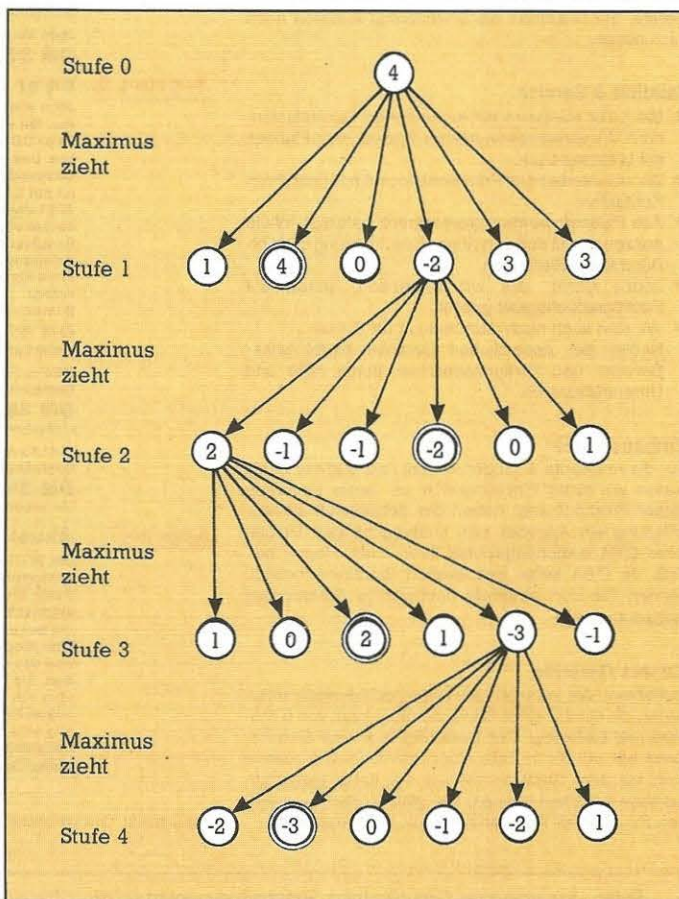 Stufe 0
4
Maximus
zieht
Stufe 1
1 4 0 -2 3 3
Maximus
zieht
Stufe 2
2 -1 -1 -2 0 1
Maximus
zieht
Stufe 3
1 0 2 1 -3 -1
Maximus
zieht
Stufe 4
-2 -3 0 -1 -2 1